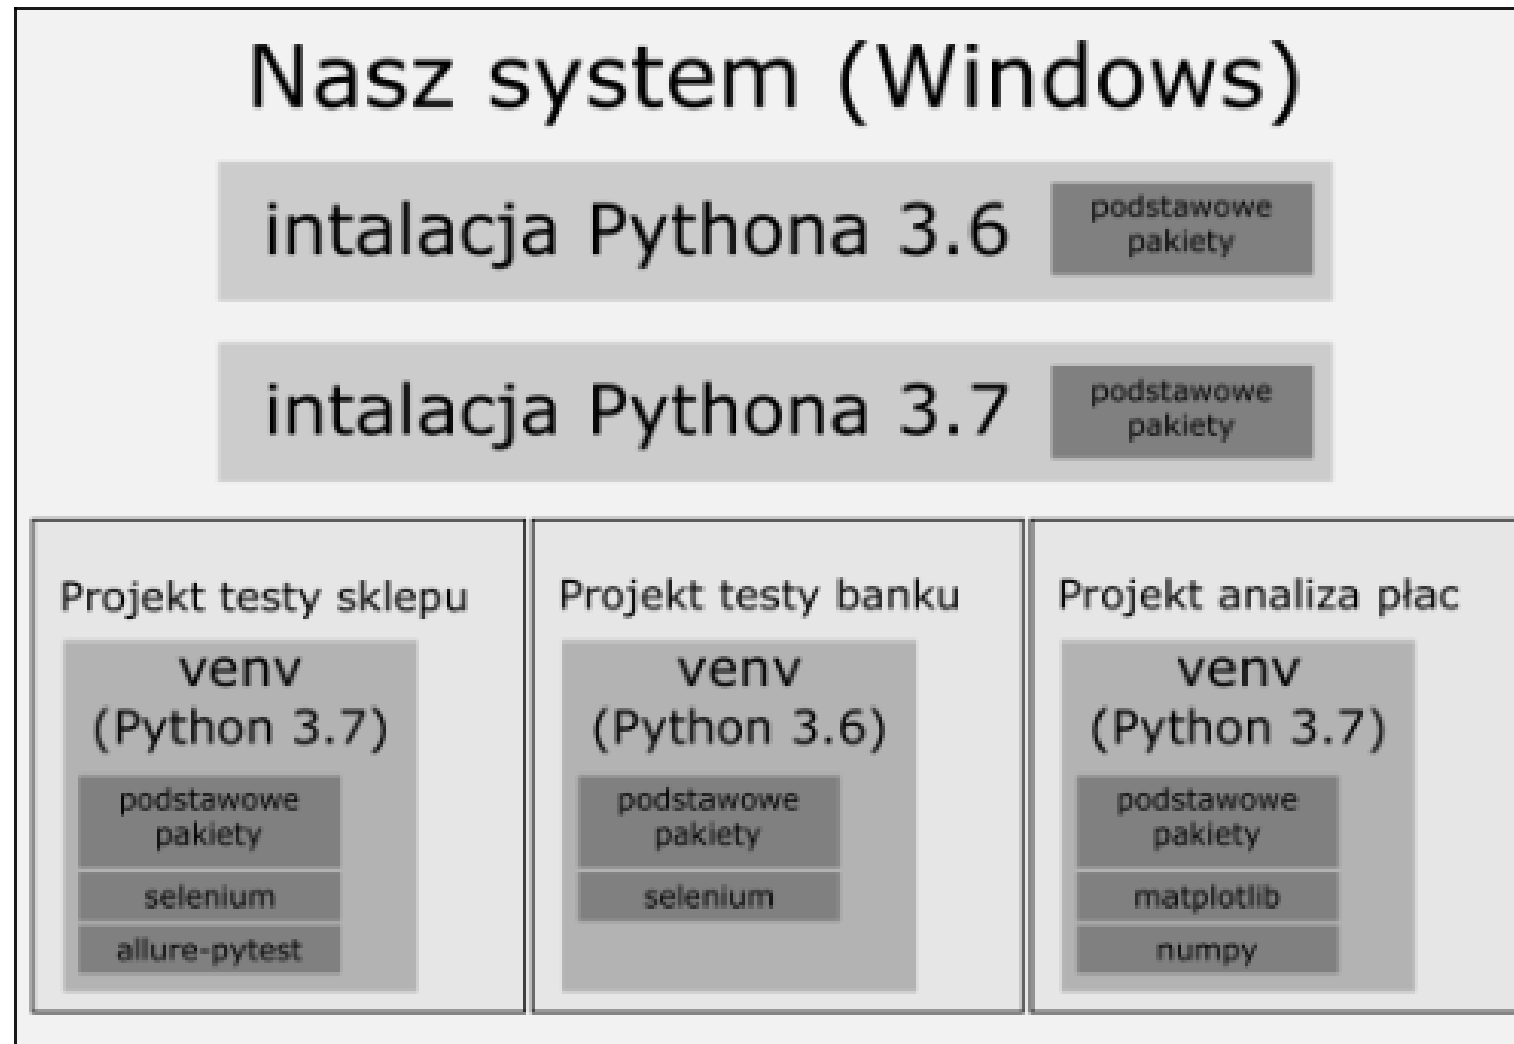 Nasz system (Windows)
intalacja Pythona 3.6
podstawowe
pakiety
intalacja Pythona 3.7
podstawowe
pakiety
Projekt testy sklepu
venv
(Python 3.7)
podstawowe
pakiety
selenium
allure-pytest
Projekt testy banku
venv
(Python 3.6)
podstawowe
pakiety
selenium
Projekt analiza płac
venv
(Python 3.7)
podstawowe
pakiety
matplotlib
numpy